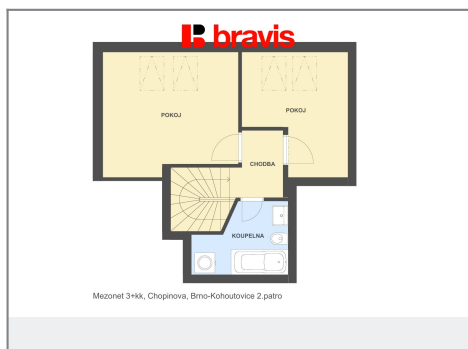 bravis
POKOJ
POKOJ
CHODBA
KOUPELNA
Mezonet 3+kk, Chopinova, Brno-Kohoutovice 2.patro